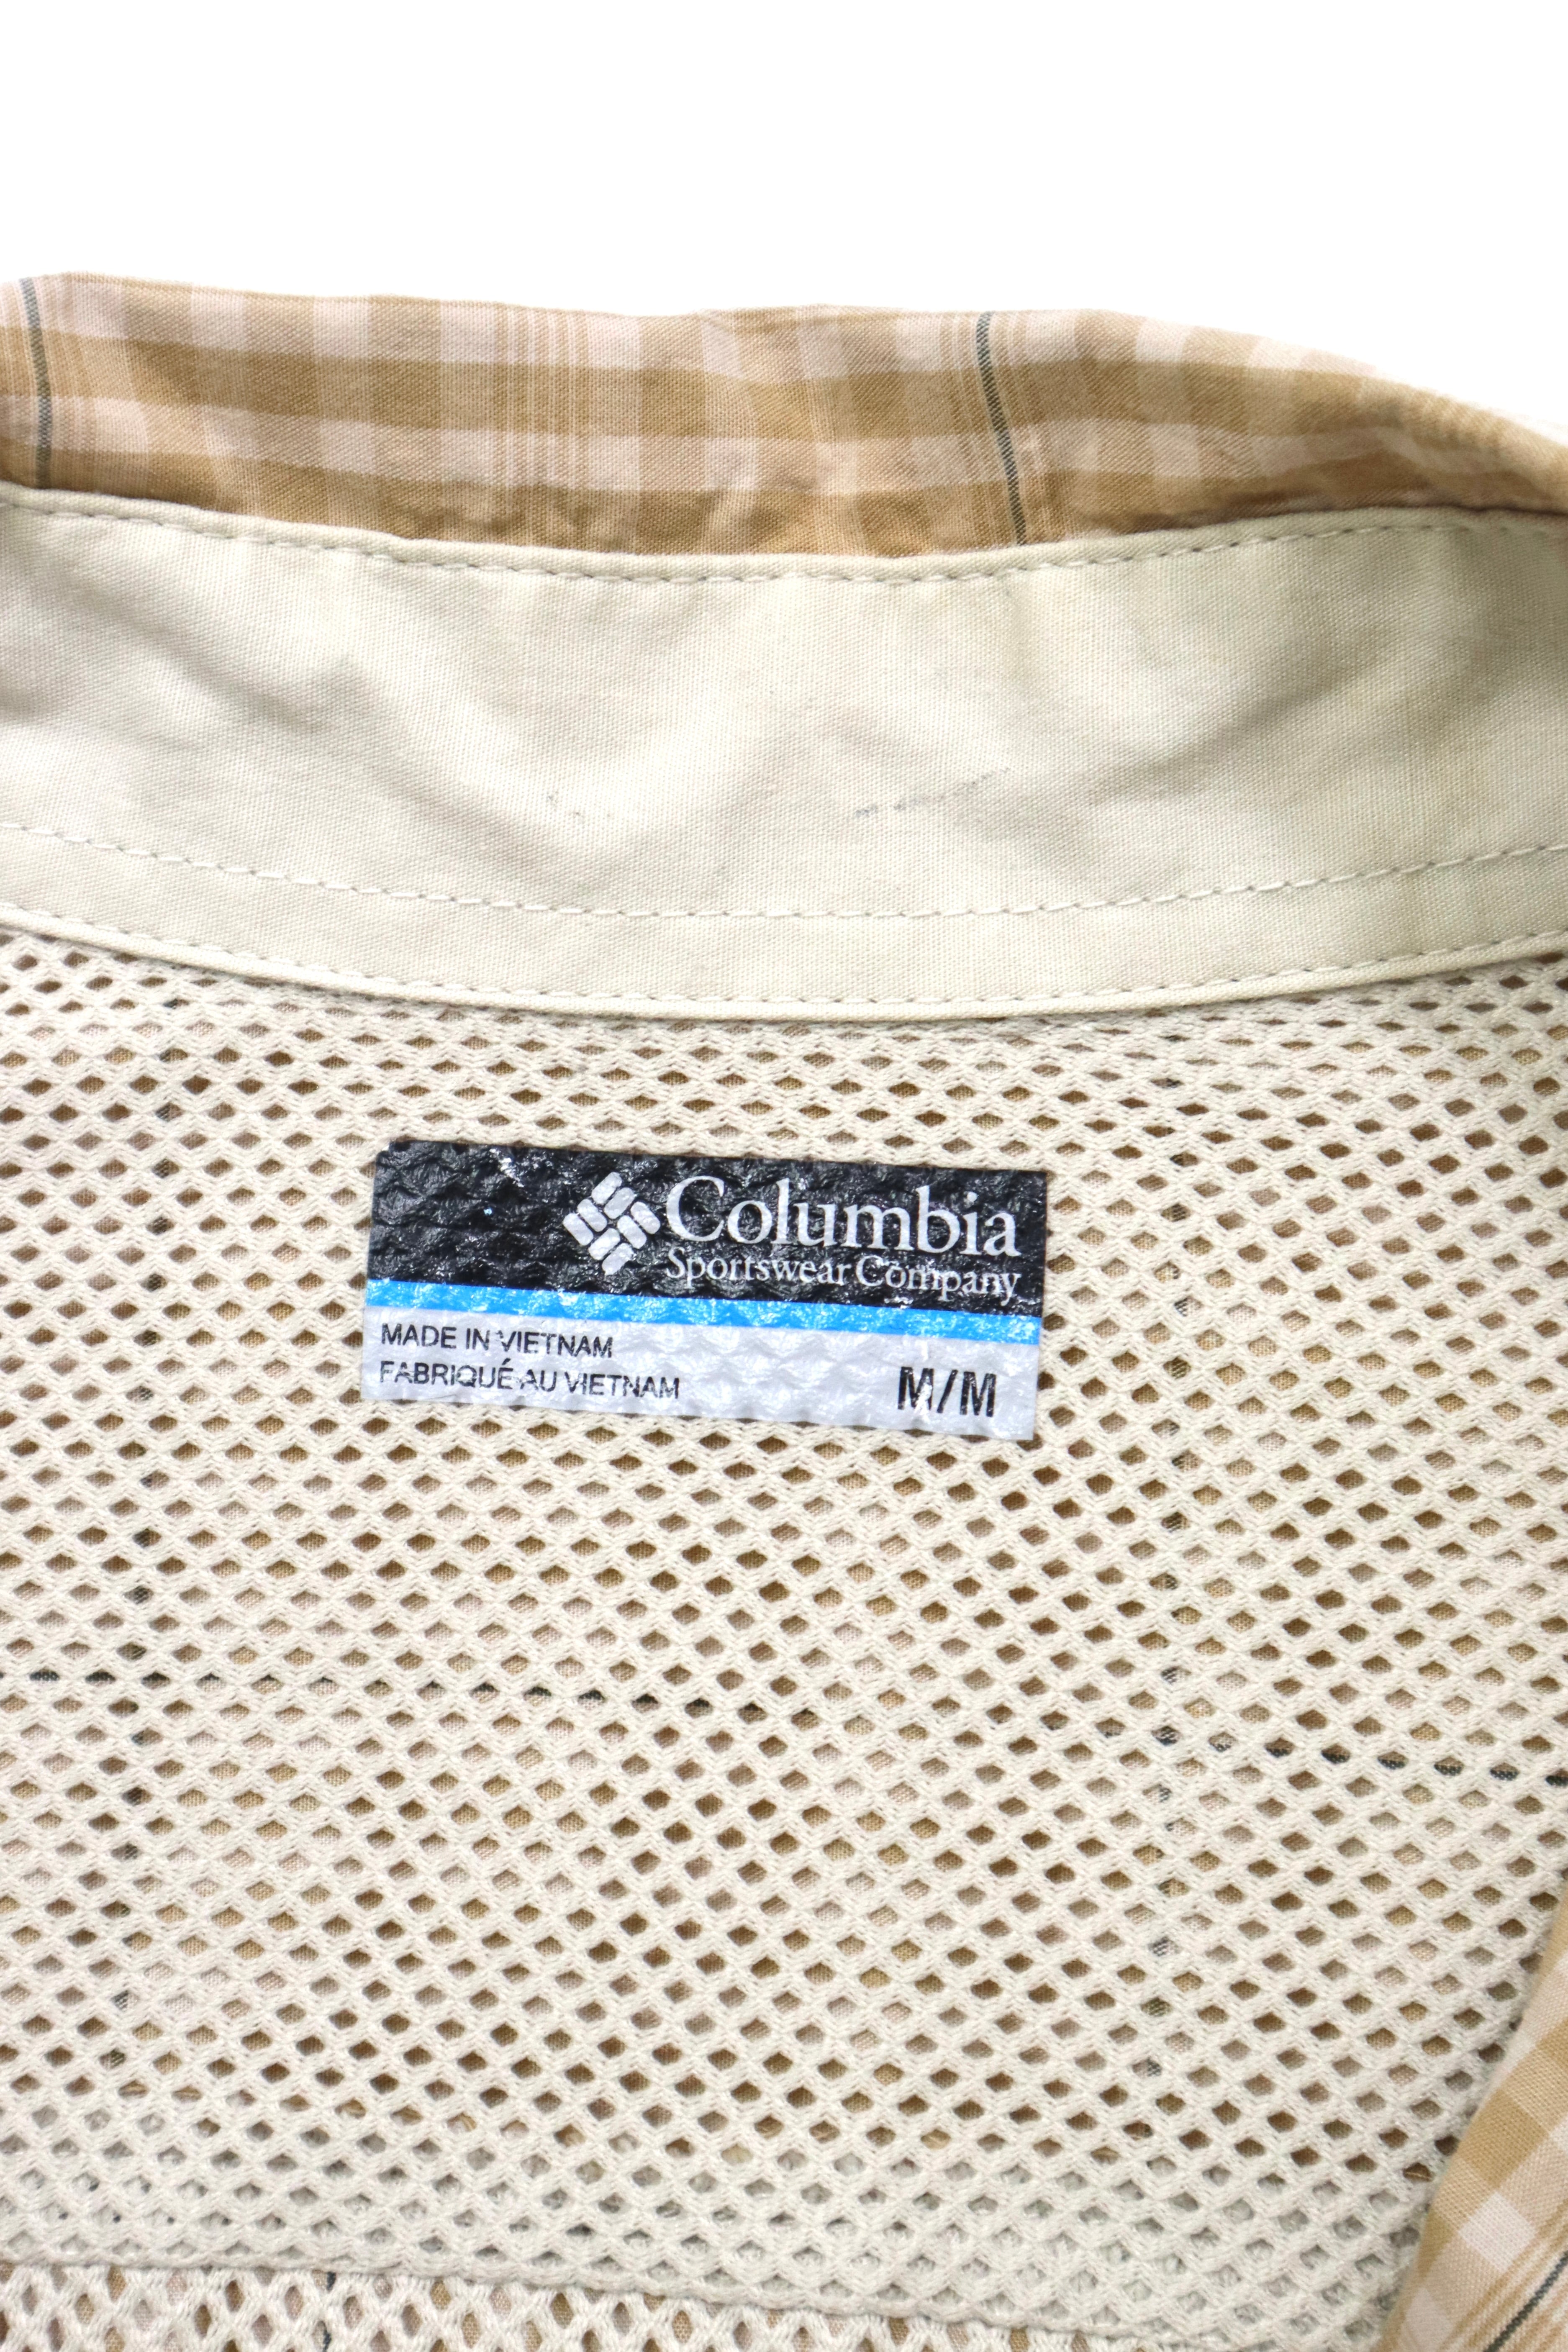 Columbia
Sportswear Company
MADE IN VIETNAM
FABRIQUÉ AU VIETNAM
M/M